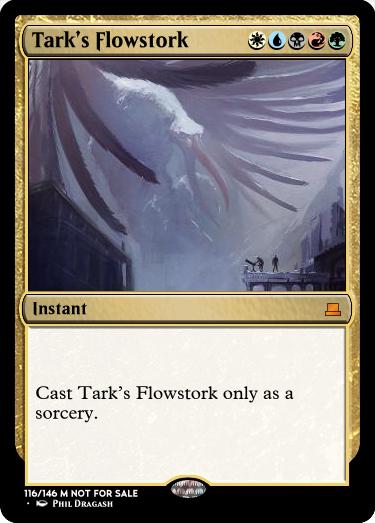 Tark's Flowstork
Instant
Cast Tark's Flowstork only as a
sorcery.
116/146 M NOT FOR SALE
· Phil Dragash